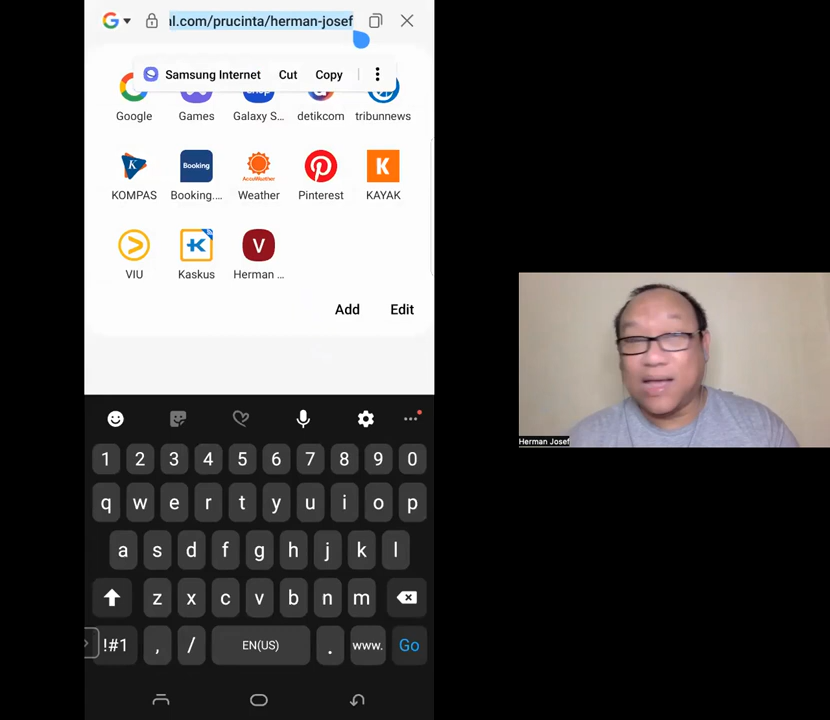 al.com/prucinta/herman-josef
Samsung Internet Cut Copy
Google Games Galaxy S... detikcom tribunnews
KOMPAS Booking.... Weather Pinterest KAYAK
Booking
AccuWeather
K
V
VIU Kaskus Herman ...
Add Edit
1 2 3 4 5 6 7 8 9 0
q w e r t y u i o p
a s d f g h j k l
z x c v b n m
!#1 , / EN(US) . www. Go
Herman Josef